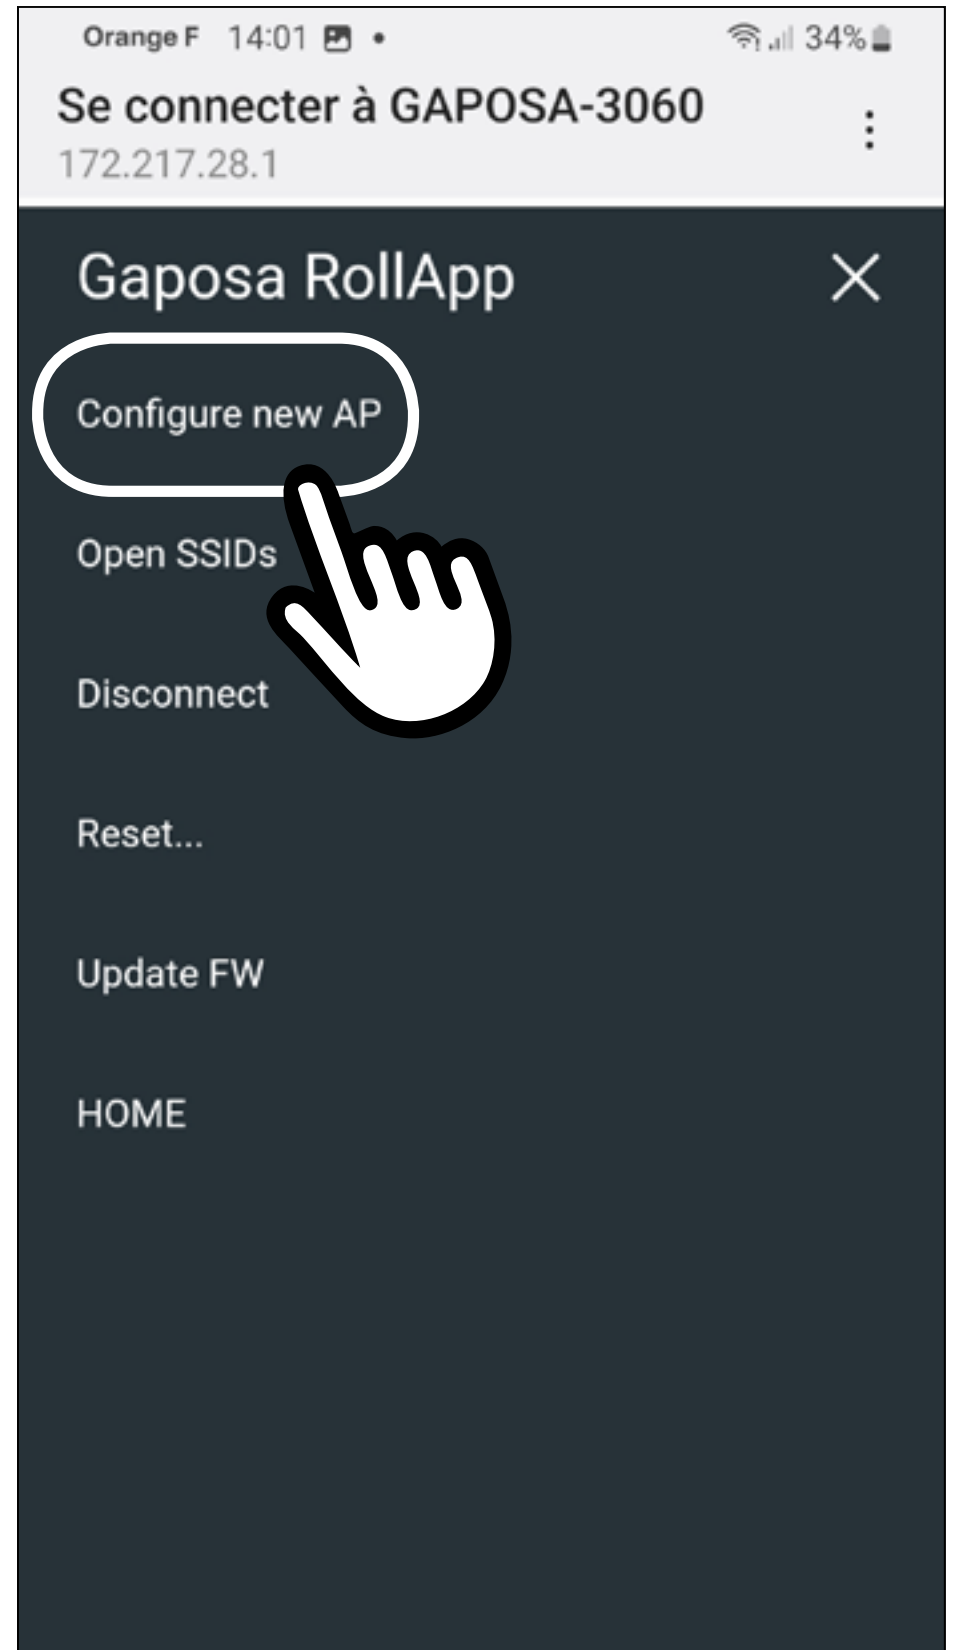 Orange F 14:01 34%
Se connecter à GAPOSA-3060
172.217.28.1
Gaposa RollApp
Configure new AP
Open SSIDs
Disconnect
Reset...
Update FW
HOME